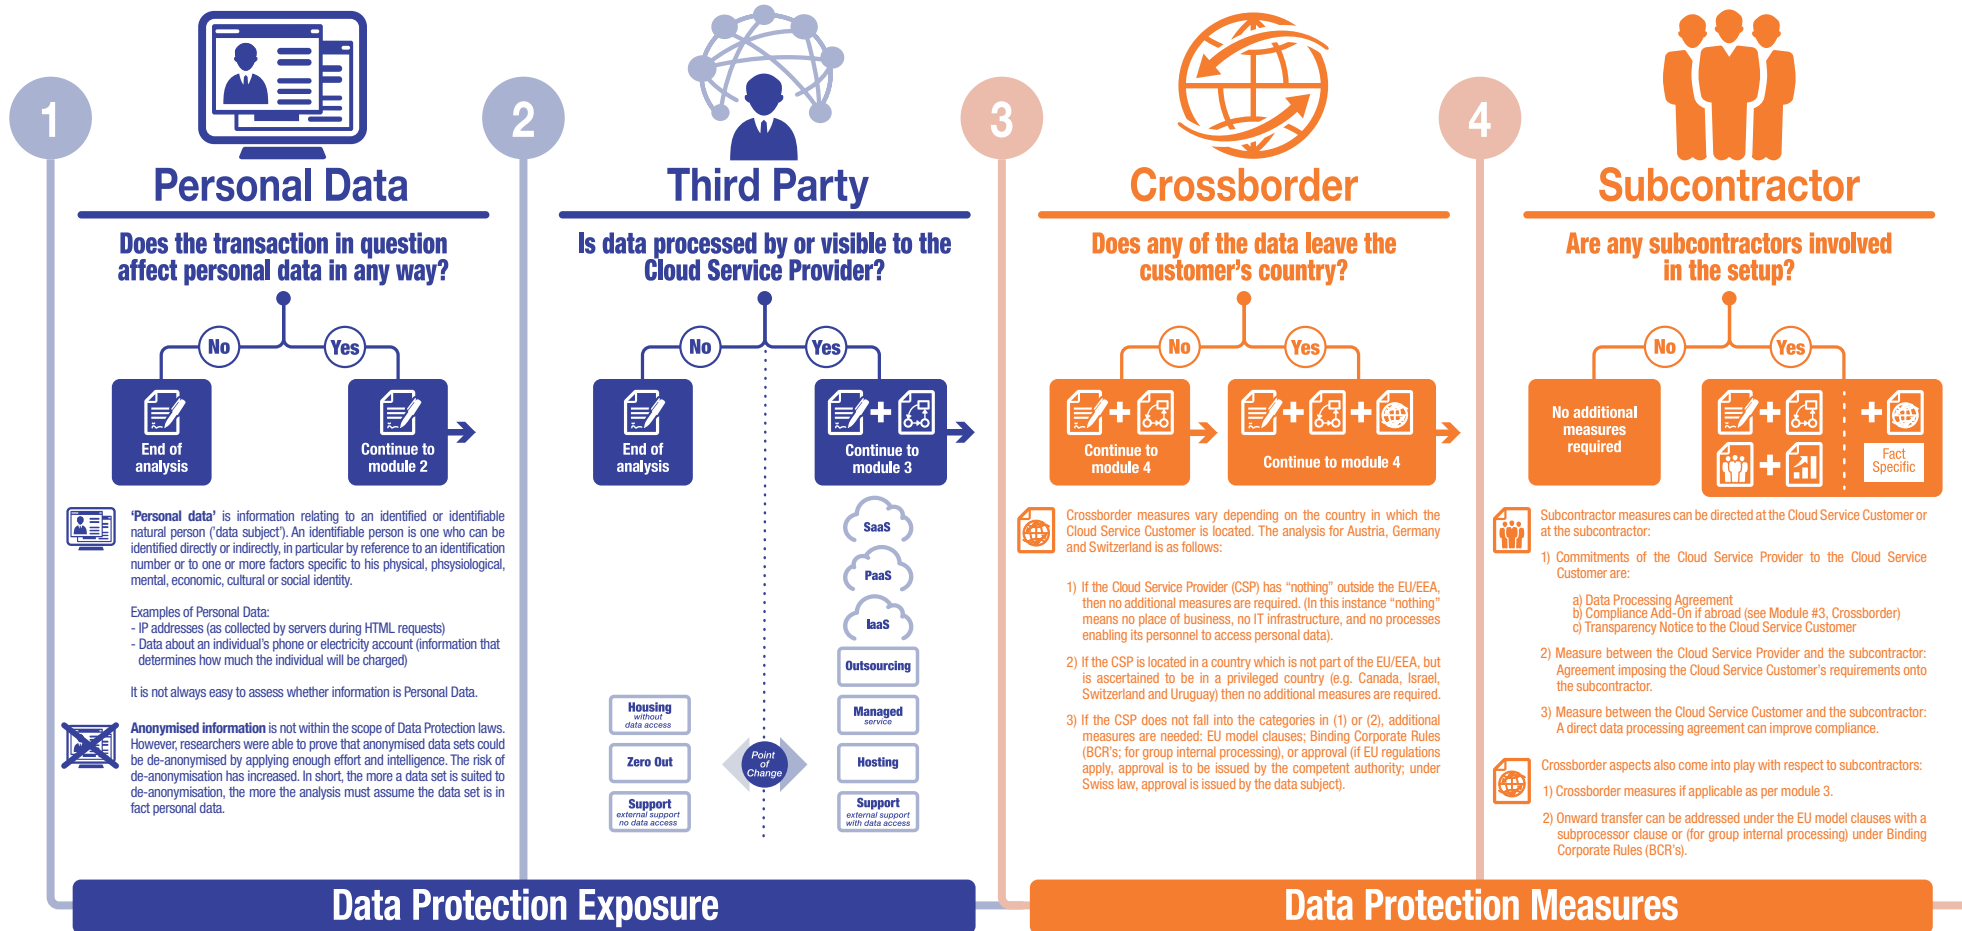 1
Personal Data
Does the transaction in question
affect personal data in any way?
No
Yes
End of
analysis
Continue to
module 2
'Personal data' is information relating to an identified or identifiable
natural person ('data subject'). An identifiable person is one who can be
identified directly or indirectly, in particular by reference to an identification
number or to one or more factors specific to his physical, phsysiological,
mental, economic, cultural or social identity.
Examples of Personal Data:
- IP addresses (as collected by servers during HTML requests)
- Data about an individual's phone or electricity account (information that
determines how much the individual will be charged)
It is not always easy to assess whether information is Personal Data.
Anonymised information is not within the scope of Data Protection laws.
However, researchers were able to prove that anonymised data sets could
be de-anonymised by applying enough effort and intelligence. The risk of
de-anonymisation has increased. In short, the more a data set is suited to
de-anonymisation, the more the analysis must assume the data set is in
fact personal data.
2
Third Party
Is data processed by or visible to the
Cloud Service Provider?
No
Yes
End of
analysis
Continue to
module 3
SaaS
PaaS
IaaS
Outsourcing
Housing
without
data access
Managed
service
Zero Out
Point
of
Change
Hosting
Support
external support
no data access
Support
external support
with data access
Data Protection Exposure
3
Crossborder
Does any of the data leave the
customer's country?
No
Yes
Continue to
module 4
Continue to module 4
Crossborder measures vary depending on the country in which the
Cloud Service Customer is located. The analysis for Austria, Germany
and Switzerland is as follows:
1) If the Cloud Service Provider (CSP) has "nothing" outside the EU/EEA,
then no additional measures are required. (In this instance "nothing"
means no place of business, no IT infrastructure, and no processes
enabling its personnel to access personal data).
2) If the CSP is located in a country which is not part of the EU/EEA, but
is ascertained to be in a privileged country (e.g. Canada, Israel,
Switzerland and Uruguay) then no additional measures are required.
3) If the CSP does not fall into the categories in (1) or (2), additional
measures are needed: EU model clauses; Binding Corporate Rules
(BCR's; for group internal processing), or approval (if EU regulations
apply, approval is to be issued by the competent authority; under
Swiss law, approval is issued by the data subject).
4
Subcontractor
Are any subcontractors involved
in the setup?
No
Yes
No additional
measures
required
Fact
Specific
Subcontractor measures can be directed at the Cloud Service Customer or
at the subcontractor:
1) Commitments of the Cloud Service Provider to the Cloud Service
Customer are:
a) Data Processing Agreement
b) Compliance Add-On if abroad (see Module #3, Crossborder)
c) Transparency Notice to the Cloud Service Customer
2) Measure between the Cloud Service Provider and the subcontractor:
Agreement imposing the Cloud Service Customer's requirements onto
the subcontractor.
3) Measure between the Cloud Service Customer and the subcontractor:
A direct data processing agreement can improve compliance.
Crossborder aspects also come into play with respect to subcontractors:
1) Crossborder measures if applicable as per module 3.
2) Onward transfer can be addressed under the EU model clauses with a
subprocessor clause or (for group internal processing) under Binding
Corporate Rules (BCR's).
Data Protection Measures